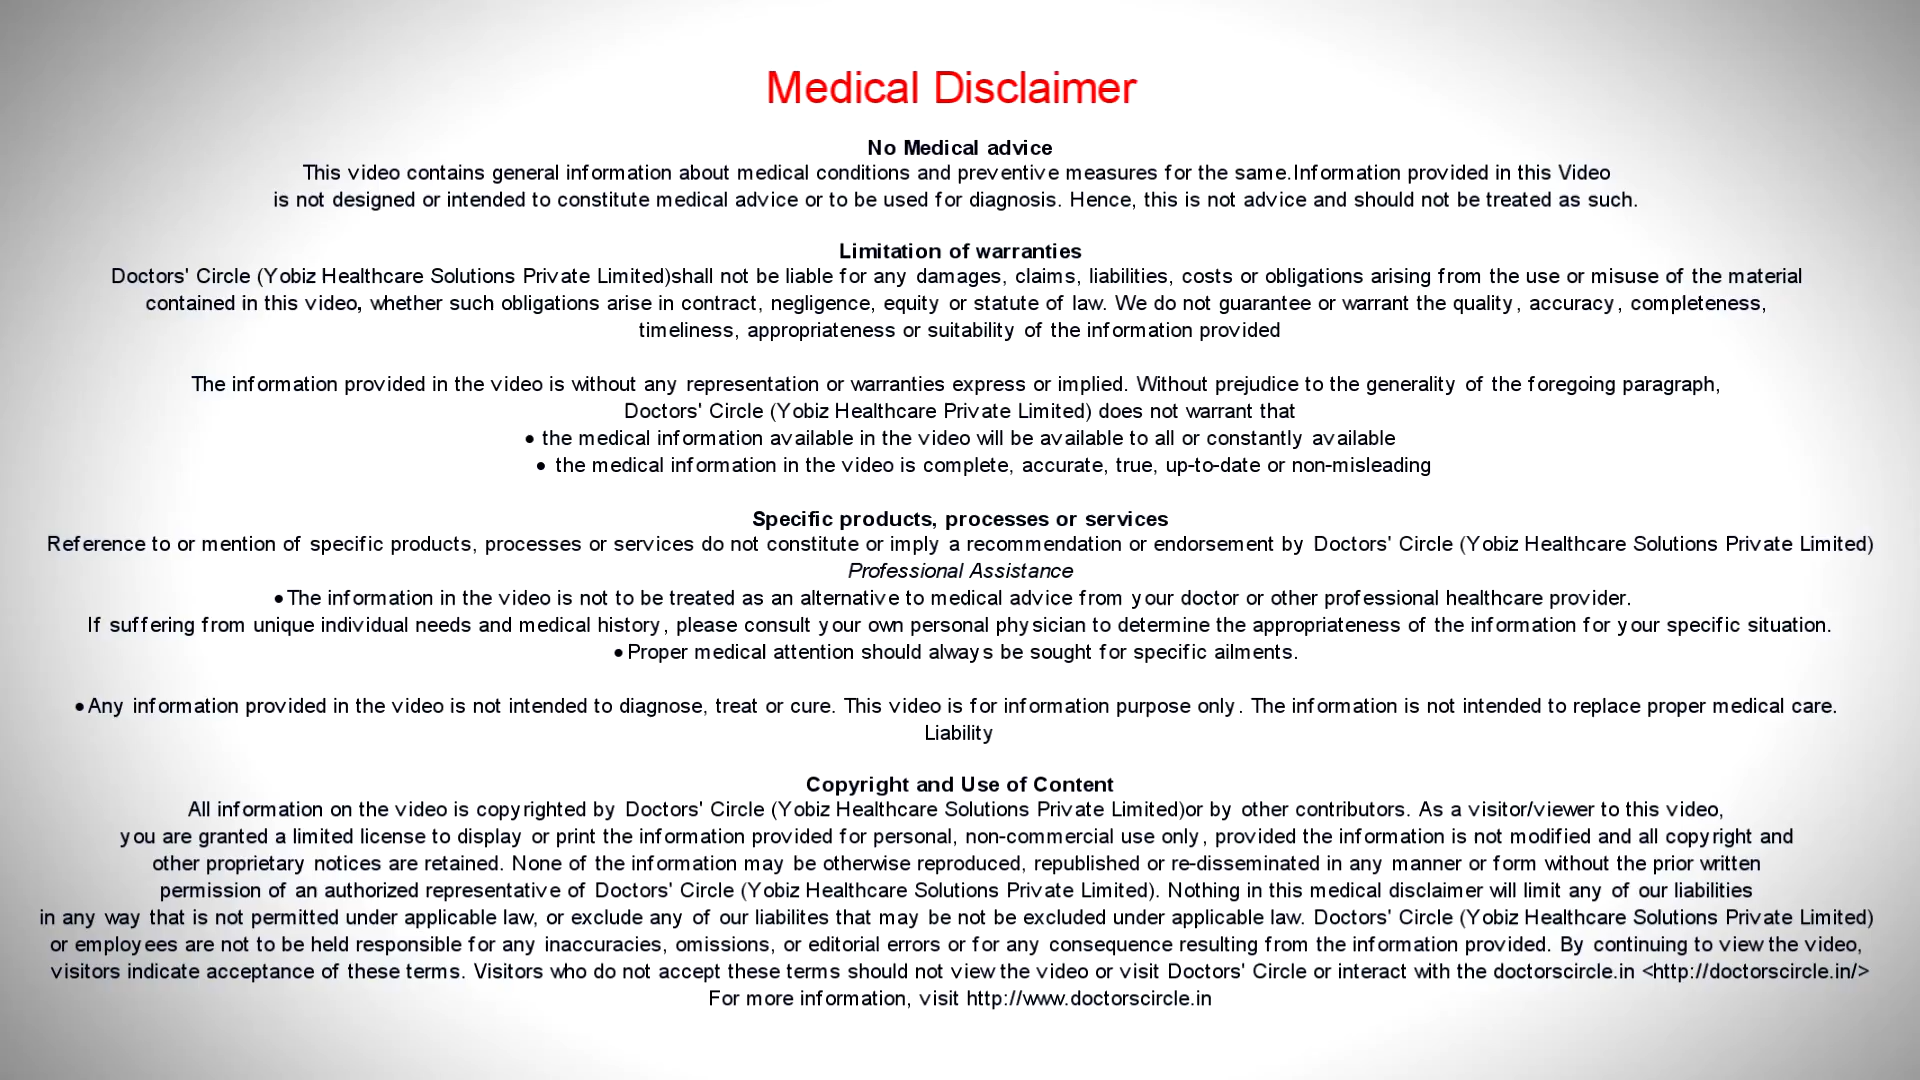 Medical Disclaimer
No Medical advice
This video contains general information about medical conditions and preventive measures for the same.Information provided in this Video
is not designed or intended to constitute medical advice or to be used for diagnosis. Hence, this is not advice and should not be treated as such.
Limitation of warranties
Doctors' Circle (Yobiz Healthcare Solutions Private Limited)shall not be liable for any damages, claims, liabilities, costs or obligations arising from the use or misuse of the material
contained in this video, whether such obligations arise in contract, negligence, equity or statute of law. We do not guarantee or warrant the quality, accuracy, completeness,
timeliness, appropriateness or suitability of the information provided
The information provided in the video is without any representation or warranties express or implied. Without prejudice to the generality of the foregoing paragraph,
Doctors' Circle (Yobiz Healthcare Private Limited) does not warrant that
• the medical information available in the video will be available to all or constantly available
• the medical information in the video is complete, accurate, true, up-to-date or non-misleading
Specific products, processes or services
Reference to or mention of specific products, processes or services do not constitute or imply a recommendation or endorsement by Doctors' Circle (Yobiz Healthcare Solutions Private Limited)
Professional Assistance
•The information in the video is not to be treated as an alternative to medical advice from your doctor or other professional healthcare provider.
If suffering from unique individual needs and medical history, please consult your own personal physician to determine the appropriateness of the information for your specific situation.
•Proper medical attention should always be sought for specific ailments.
•Any information provided in the video is not intended to diagnose, treat or cure. This video is for information purpose only. The information is not intended to replace proper medical care.
Liability
Copyright and Use of Content
All information on the video is copyrighted by Doctors' Circle (Yobiz Healthcare Solutions Private Limited)or by other contributors. As a visitor/viewer to this video,
you are granted a limited license to display or print the information provided for personal, non-commercial use only, provided the information is not modified and all copyright and
other proprietary notices are retained. None of the information may be otherwise reproduced, republished or re-disseminated in any manner or form without the prior written
permission of an authorized representative of Doctors' Circle (Yobiz Healthcare Solutions Private Limited). Nothing in this medical disclaimer will limit any of our liabilities
in any way that is not permitted under applicable law, or exclude any of our liabilites that may be not be excluded under applicable law. Doctors' Circle (Yobiz Healthcare Solutions Private Limited)
or employees are not to be held responsible for any inaccuracies, omissions, or editorial errors or for any consequence resulting from the information provided. By continuing to view the video,
visitors indicate acceptance of these terms. Visitors who do not accept these terms should not view the video or visit Doctors' Circle or interact with the doctorscircle.in <http://doctorscircle.in/>
For more information, visit http://www.doctorscircle.in